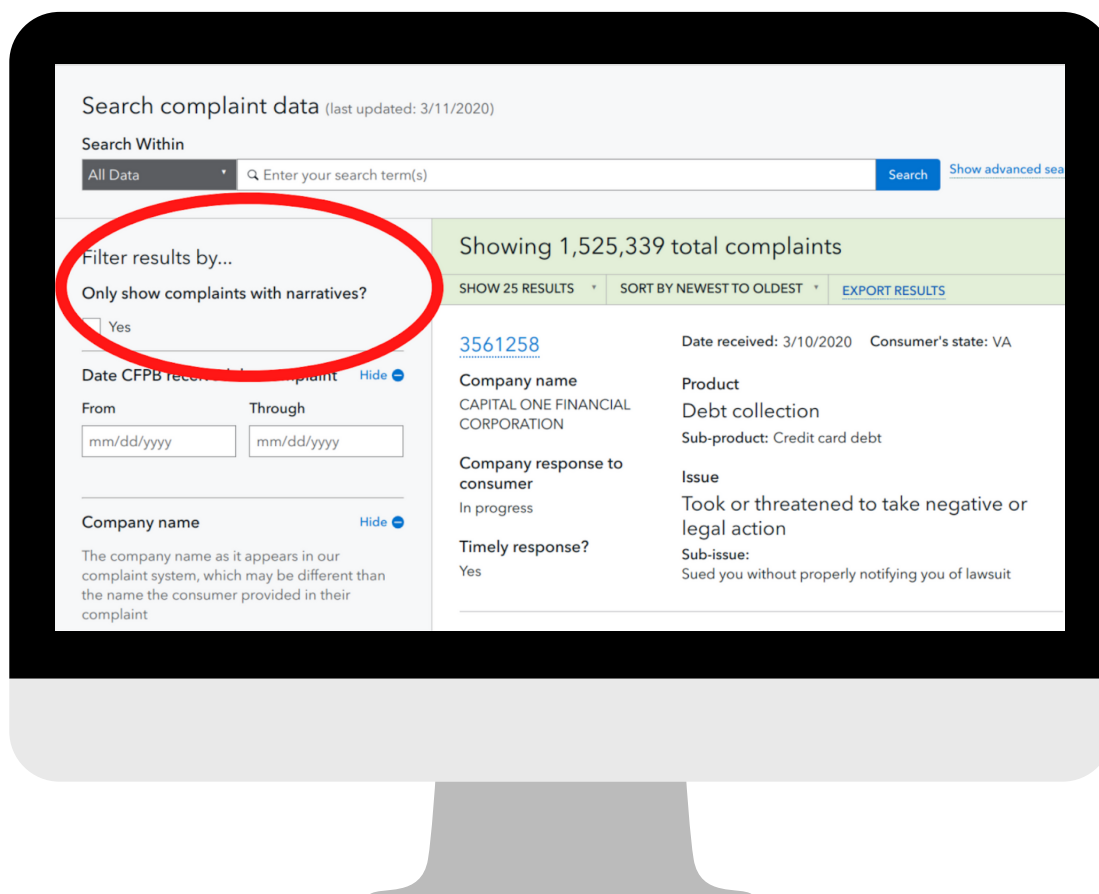 Search complaint data (last updated: 3/11/2020)
Search Within
All Data
Enter your search term(s)
Search
Show advanced sea
Filter results by...
Only show complaints with narratives?
Yes
Date CFPB
Hide
From Through
mm/dd/yyyy mm/dd/yyyy
Company name Hide
The company name as it appears in our
complaint system, which may be different than
the name the consumer provided in their
complaint
Showing 1,525,339 total complaints
SHOW 25 RESULTS SORT BY NEWEST TO OLDEST EXPORT RESULTS
3561258
Company name
CAPITAL ONE FINANCIAL
CORPORATION
Company response to
consumer
In progress
Timely response?
Yes
Date received: 3/10/2020 Consumer's state: VA
Product
Debt collection
Sub-product: Credit card debt
Issue
Took or threatened to take negative or
legal action
Sub-issue:
Sued you without properly notifying you of lawsuit